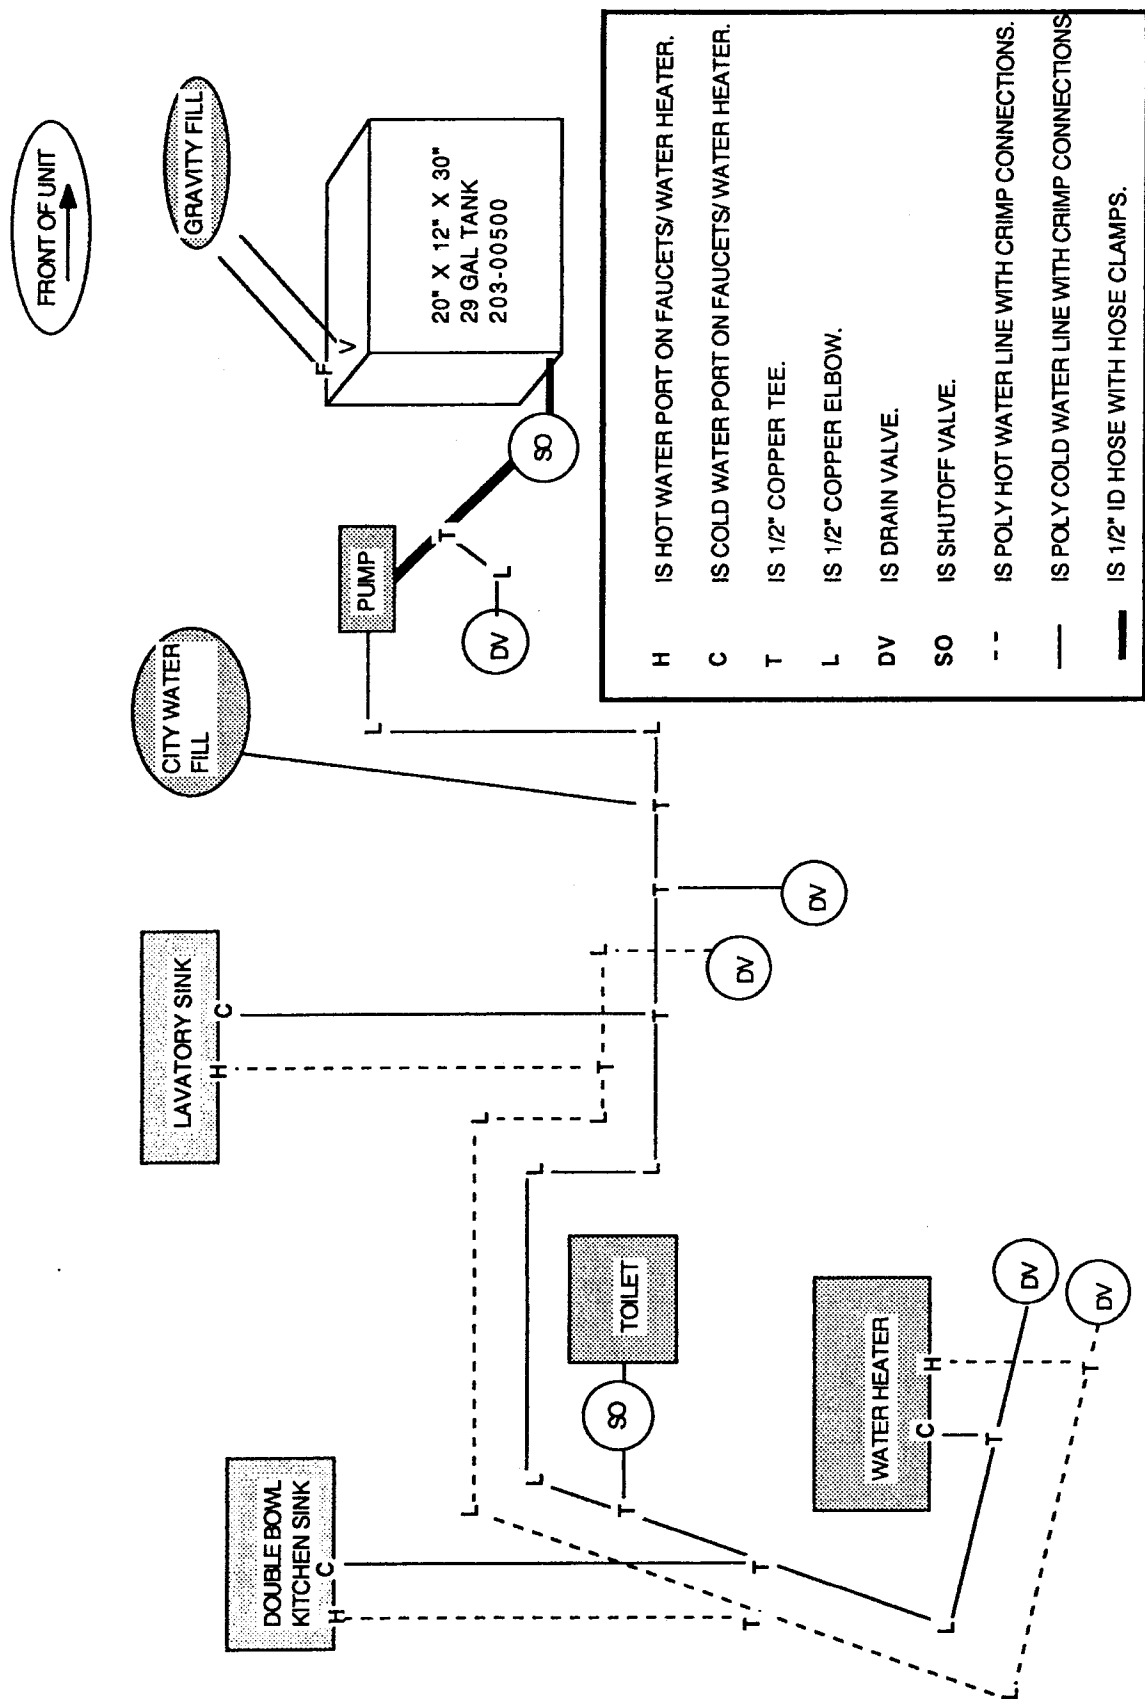 FRONT OF UNIT
GRAVITY FILL
F
V
20" X 12" X 30"
29 GAL TANK
203-00500
SO
T
L
DV
PUMP
L
L
CITY WATER
FILL
T
T
DV
L
DV
LAVATORY SINK
C
H
T
T
L
L
L
L
TOILET
SO
L
L
T
DOUBLE BOWL
KITCHEN SINK
C
H
T
T
WATER HEATER
H
C
T
T
DV
DV
L
L
H IS HOT WATER PORT ON FAUCETS/WATER HEATER.
C IS COLD WATER PORT ON FAUCETS/WATER HEATER.
T IS 1/2" COPPER TEE.
L IS 1/2" COPPER ELBOW.
DV IS DRAIN VALVE.
SO IS SHUTOFF VALVE.
-- IS POLY HOT WATER LINE WITH CRIMP CONNECTIONS.
— IS POLY COLD WATER LINE WITH CRIMP CONNECTIONS
— IS 1/2" ID HOSE WITH HOSE CLAMPS.